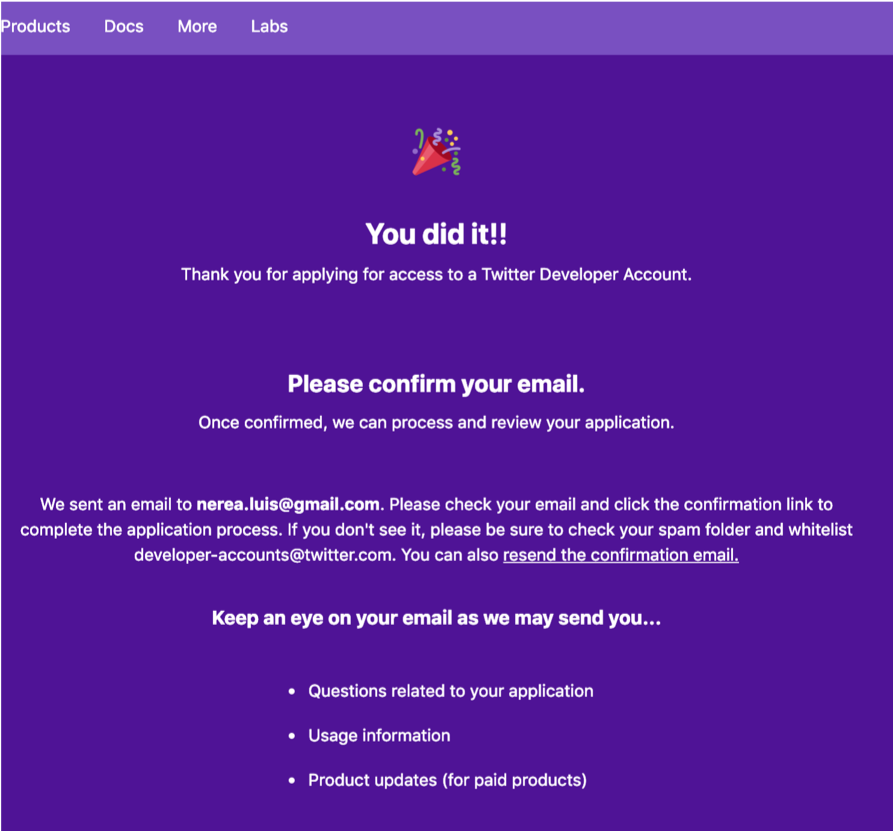 Products Docs More Labs
You did it!!
Thank you for applying for access to a Twitter Developer Account.
Please confirm your email.
Once confirmed, we can process and review your application.
We sent an email to nerea.luis@gmail.com. Please check your email and click the confirmation link to
complete the application process. If you don't see it, please be sure to check your spam folder and whitelist
developer-accounts@twitter.com. You can also resend the confirmation email.
Keep an eye on your email as we may send you...
• Questions related to your application
• Usage information
• Product updates (for paid products)